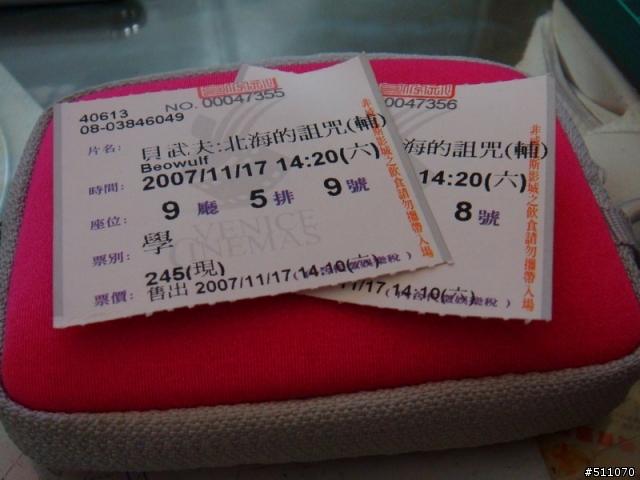 40613
NO. 00047355
08-03846049
片名: 貝武夫:北海的詛咒(輔)
Beowulf
時間: 2007/11/17 14:20(六)
座位: 9 廳 5 排 9 號
VENICE
CINEMAS
票別: 學
票價: 245(現)
售出 2007/11/17 14:10(六)
00047356
海的詛咒(輔)
14:20(六)
8 號
/11/17 14:10(六)
#511070